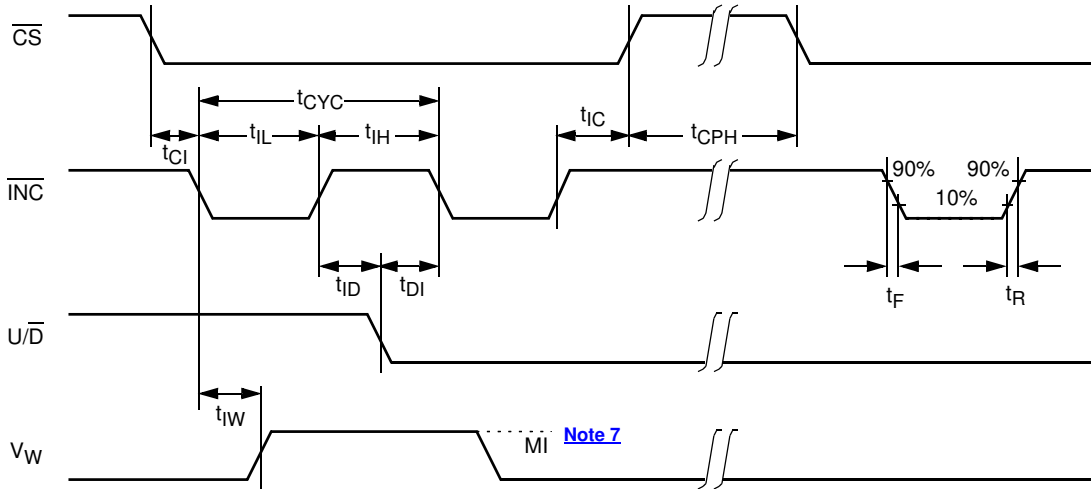 CS
tCYC
tCI
tIL
tIH
tIC
tCPH
INC
90%
90%
10%
tID
tDI
tF
tR
U/D
tIW
VW
MI
Note 7